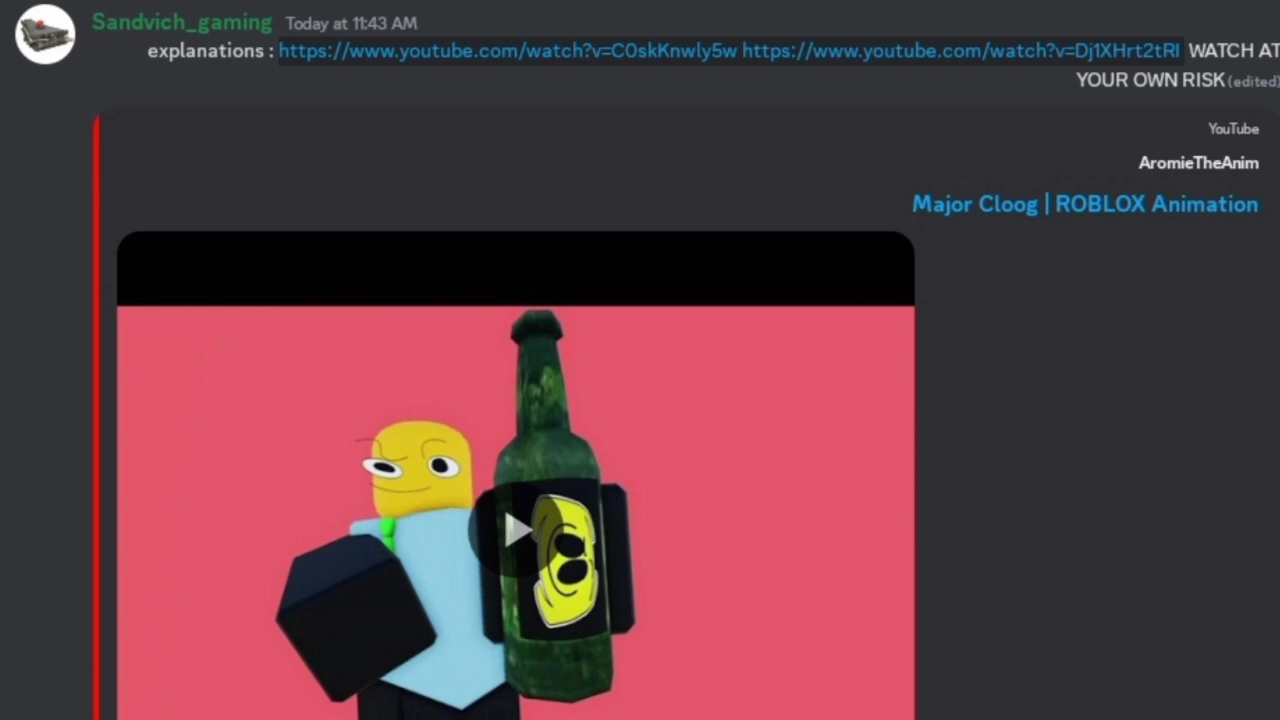 Sandvich_gaming Today at 11:43 AM
explanations : https://www.youtube.com/watch?v=C0skKnwly5w https://www.youtube.com/watch?v=Dj1XHrt2tRI WATCH AT
YOUR OWN RISK (edited)
YouTube
AromieTheAnim
Major Cloog | ROBLOX Animation